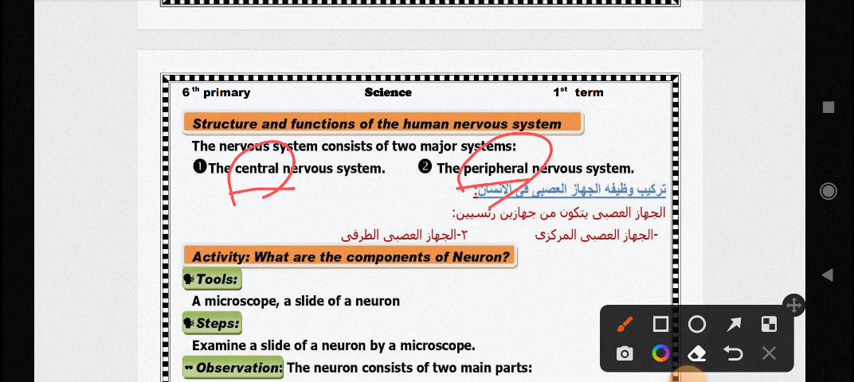 6th primary Science 1st term
Structure and functions of the human nervous system
The nervous system consists of two major systems:
❶The central nervous system. ❷ The peripheral nervous system.
تركيب وظيفه الجهاز العصبى فى الانسان:
الجهاز العصبى يتكون من جهازين رئسيين:
-الجهاز العصبى المركزى ٢-الجهاز العصبى الطرفى
Activity: What are the components of Neuron?
Tools:
A microscope, a slide of a neuron
Steps:
Examine a slide of a neuron by a microscope.
Observation: The neuron consists of two main parts: